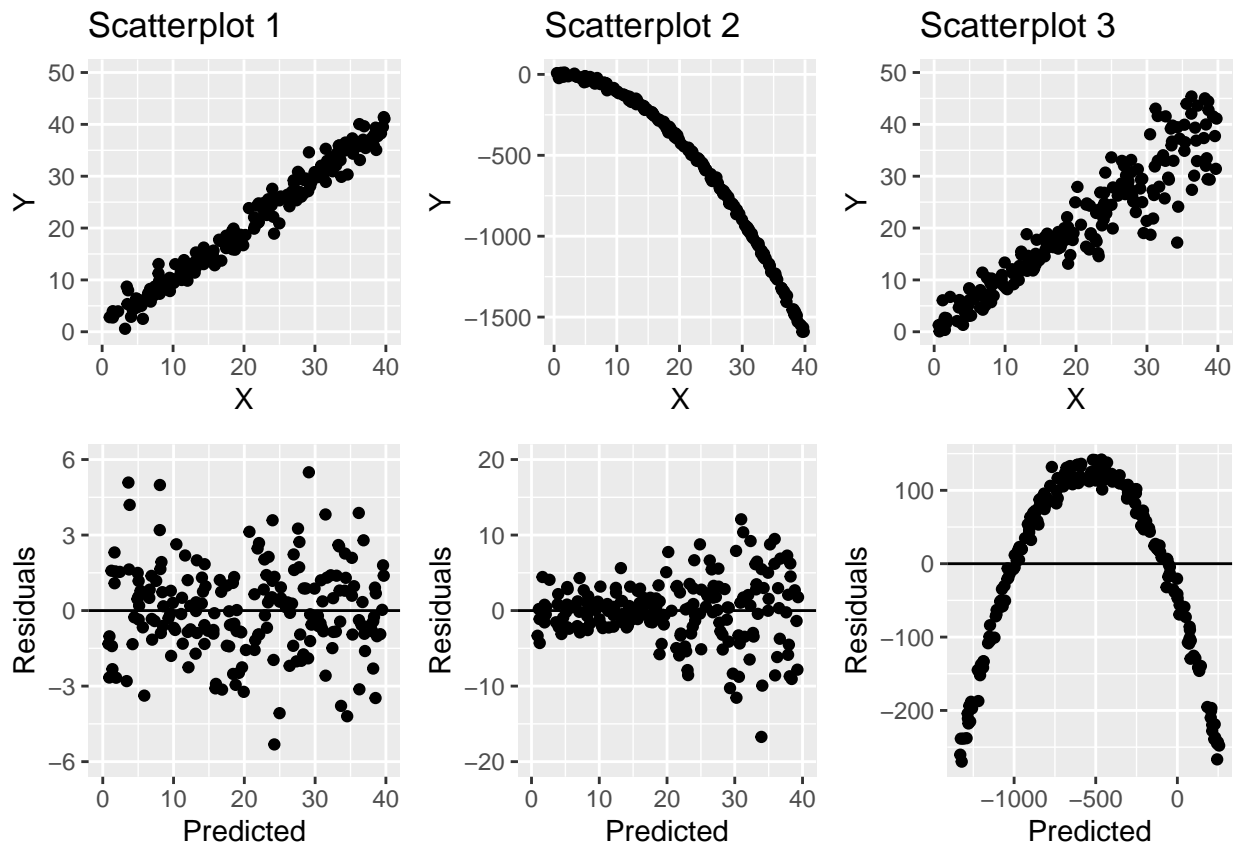 Scatterplot 1
50
40
30
20
10
0
Y
0 10 20 30 40
X
Scatterplot 2
0
−500
−1000
−1500
Y
0 10 20 30 40
X
Scatterplot 3
50
40
30
20
10
0
Y
0 10 20 30 40
X
6
3
0
−3
−6
Residuals
0 10 20 30 40
Predicted
20
10
0
−10
−20
Residuals
0 10 20 30 40
Predicted
100
0
−100
−200
Residuals
−1000 −500 0
Predicted